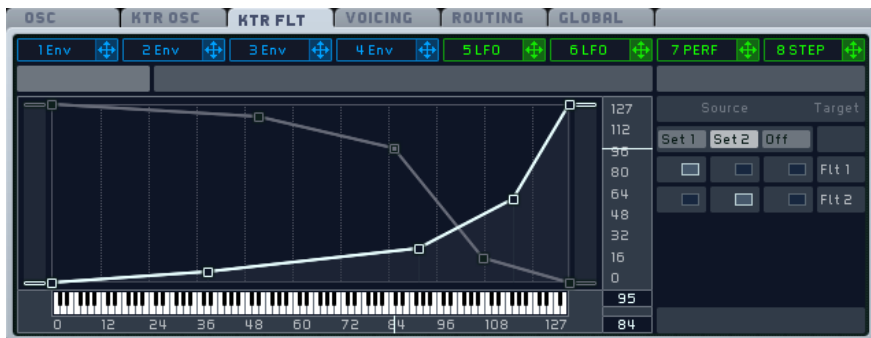 OSC KTR OSC KTR FLT VOICING ROUTING GLOBAL
1 Env 2 Env 3 Env 4 Env 5 LFO 6 LFO 7 PERF 8 STEP
127 Source Target
112
Set 1 Set 2 Off
96
80 Flt 1
64
48 Flt 2
32
16
0
95
0 12 24 36 48 60 72 84 96 108 127 84